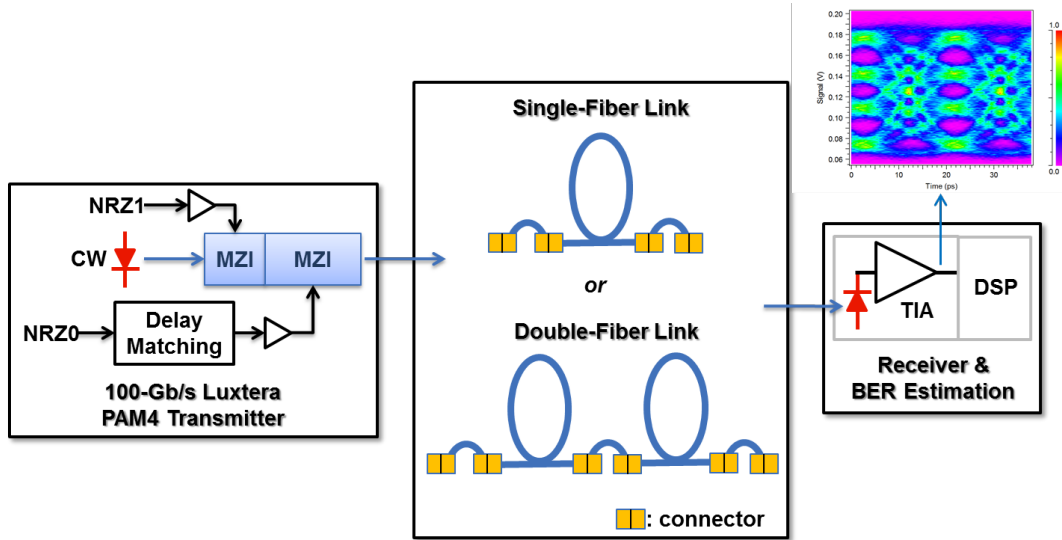 NRZ1
CW
MZI
MZI
NRZ0
Delay
Matching
100-Gb/s Luxtera
PAM4 Transmitter
Single-Fiber Link
or
Double-Fiber Link
: connector
0.20
0.18
0.16
0.14
0.12
0.10
0.08
0.06
Signal (V)
0
10
20
30
Time (ps)
1.0
0.0
TIA
DSP
Receiver &
BER Estimation